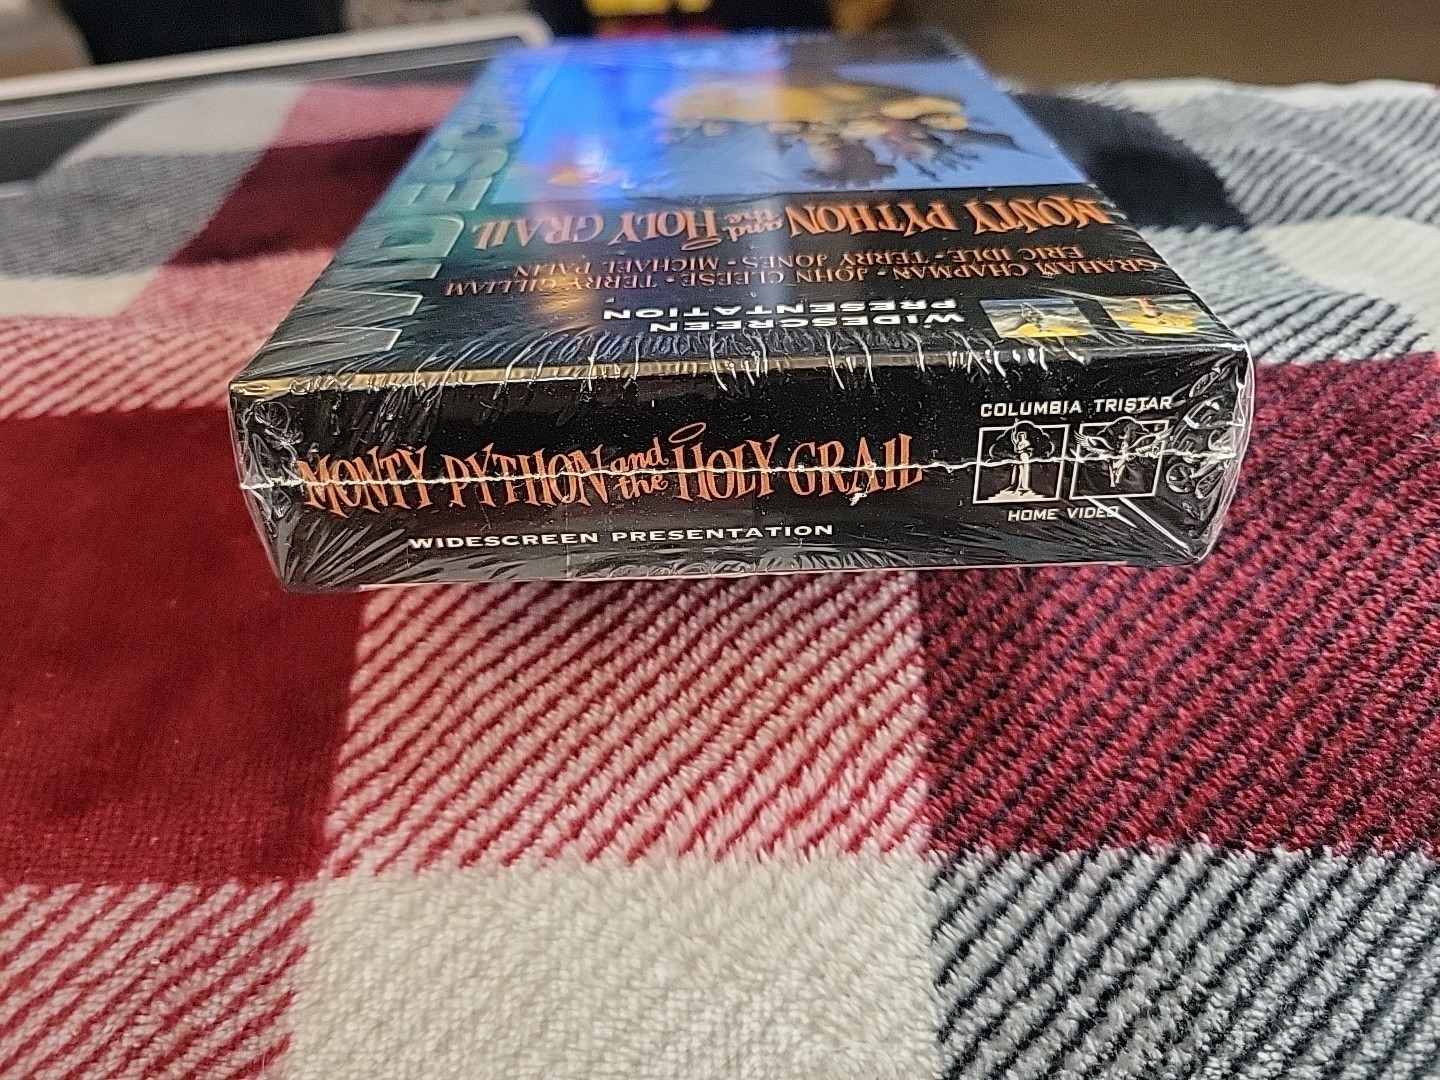 WIDESC
MONTY PYTHON and the HOLY GRAIL
GRAHAM CHAPMAN • JOHN CLEESE • TERRY GILLIAM
ERIC IDLE • TERRY JONES • MICHAEL PALIN
WIDESCREEN
PRESENTATION
MONTY PYTHON and the HOLY GRAIL
WIDESCREEN PRESENTATION
COLUMBIA TRISTAR
HOME VIDEO